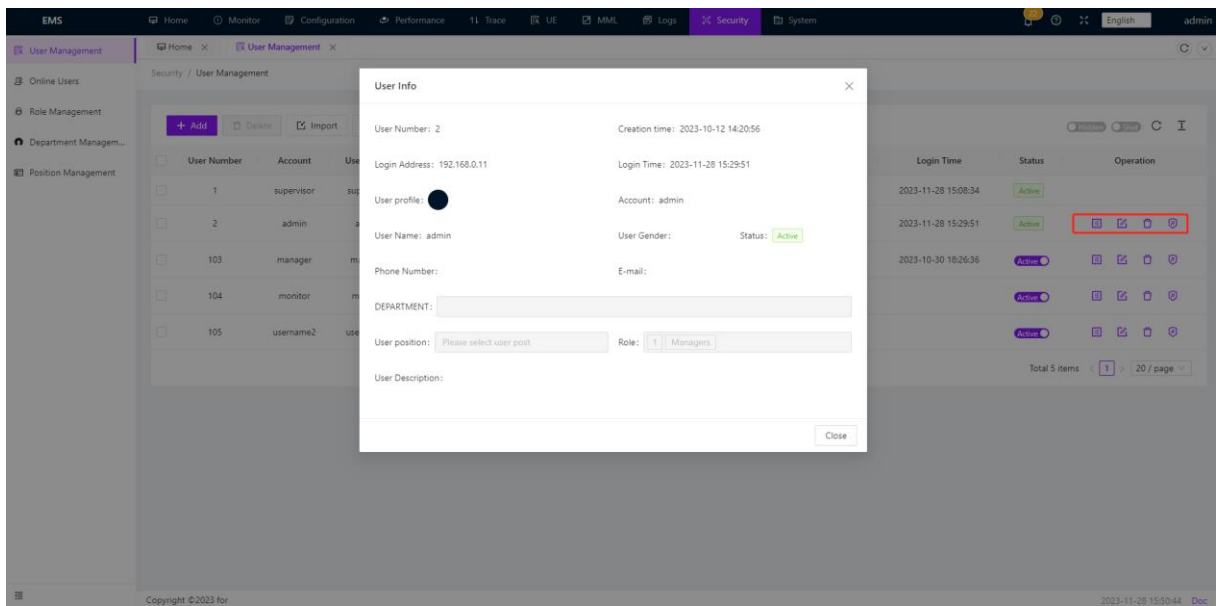 EMS Home Monitor Configuration Performance Trace UE MML Logs Security System 22 English admin
User Management Home User Management
Online Users Security / User Management
Role Management
Department Managem...
Position Management
+ Add Delete Import
User Number Account Use Login Time Status Operation
1 supervisor sup 2023-11-28 15:08:34 Active
2 admin a 2023-11-28 15:29:51 Active
103 manager m 2023-10-30 18:26:36 Active
104 monitor m Active
105 username2 use Active
Total 5 items 1 20 / page
User Info
User Number: 2 Creation time: 2023-10-12 14:20:56
Login Address: 192.168.0.11 Login Time: 2023-11-28 15:29:51
User profile: Account: admin
User Name: admin User Gender: Status: Active
Phone Number: E-mail:
DEPARTMENT:
User position: Please select user post Role: 1 Managers
User Description:
Close
Copyright ©2023 for 2023-11-28 15:50:44 Doc